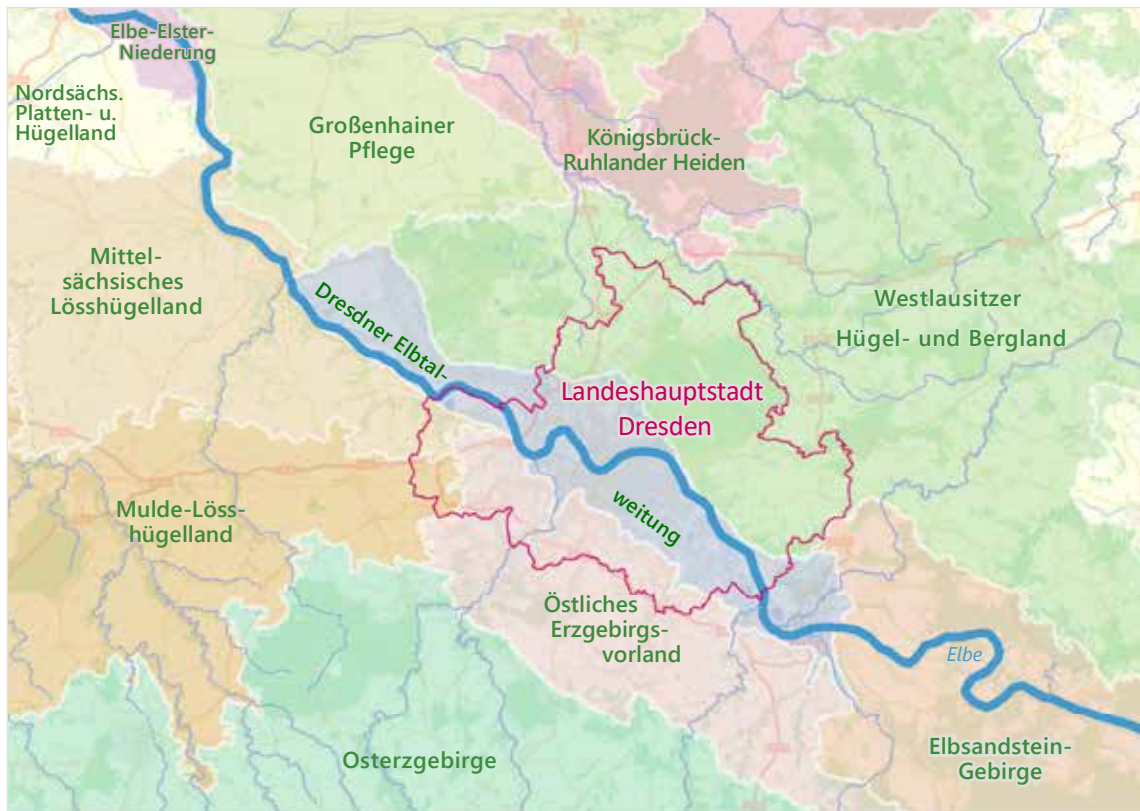 Elbe-Elster-
Niederung
Nordsächs.
Platten- u.
Hügelland
Großenhainer
Pflege
Königsbrück-
Ruhlander Heiden
Mittel-
sächsisches
Lösshügelland
Dresdner Elbtal-
weitung
Westlausitzer
Hügel- und Bergland
Landeshauptstadt
Dresden
Mulde-Löss-
hügelland
Östliches
Erzgebirgs-
vorland
Elbe
Osterzgebirge
Elbsandstein-
Gebirge